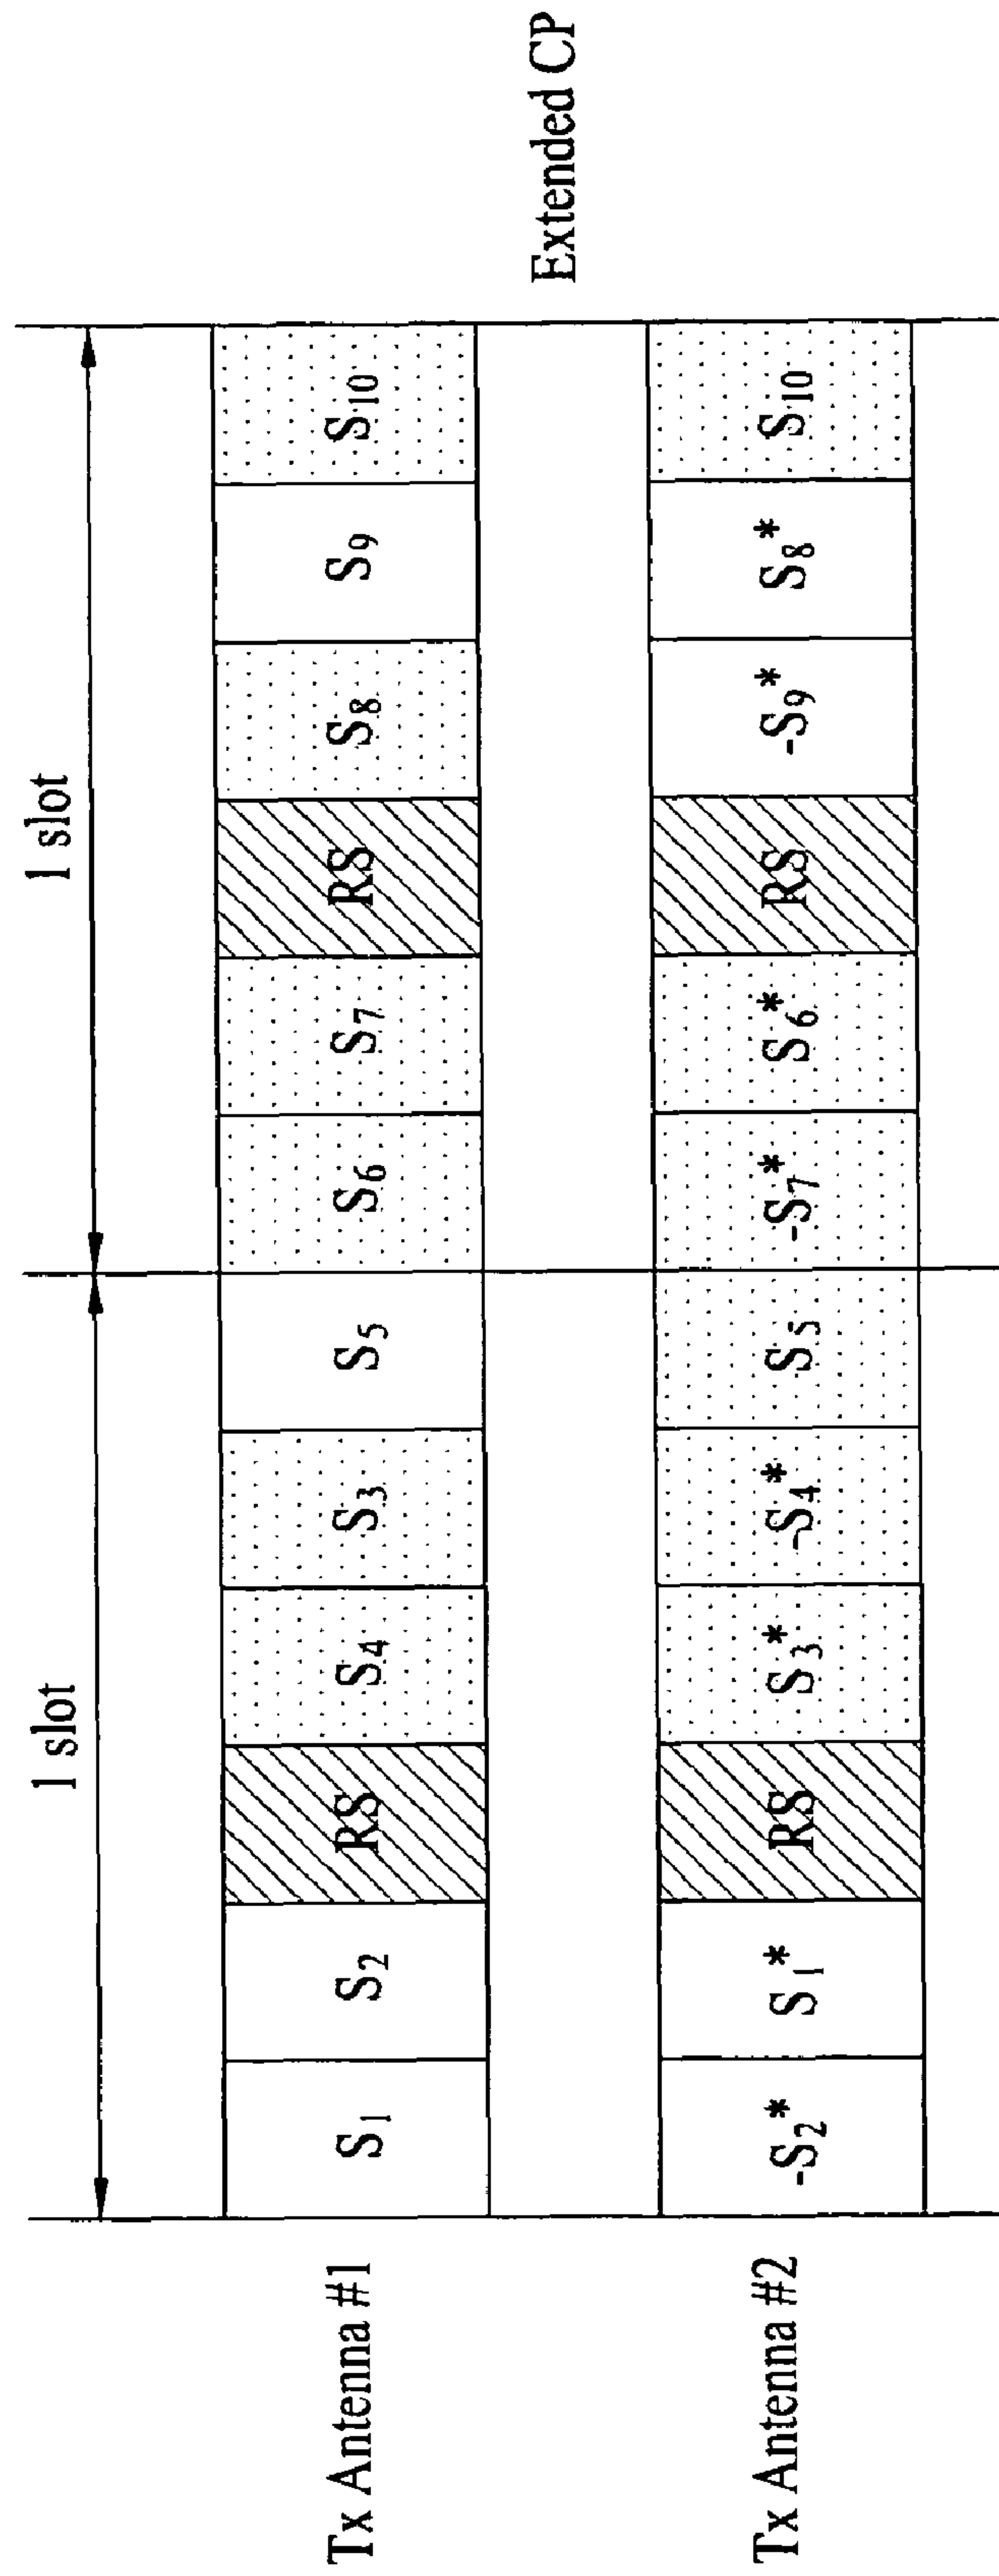 1 slot 1 slot
Tx Antenna #1 S1 S2 RS S4 S3 S5 S6 S7 RS S8 S9 S10
Extended CP
Tx Antenna #2 -S2* S1* RS S3* -S4* S5 -S7* S6* RS -S9* S8* S10